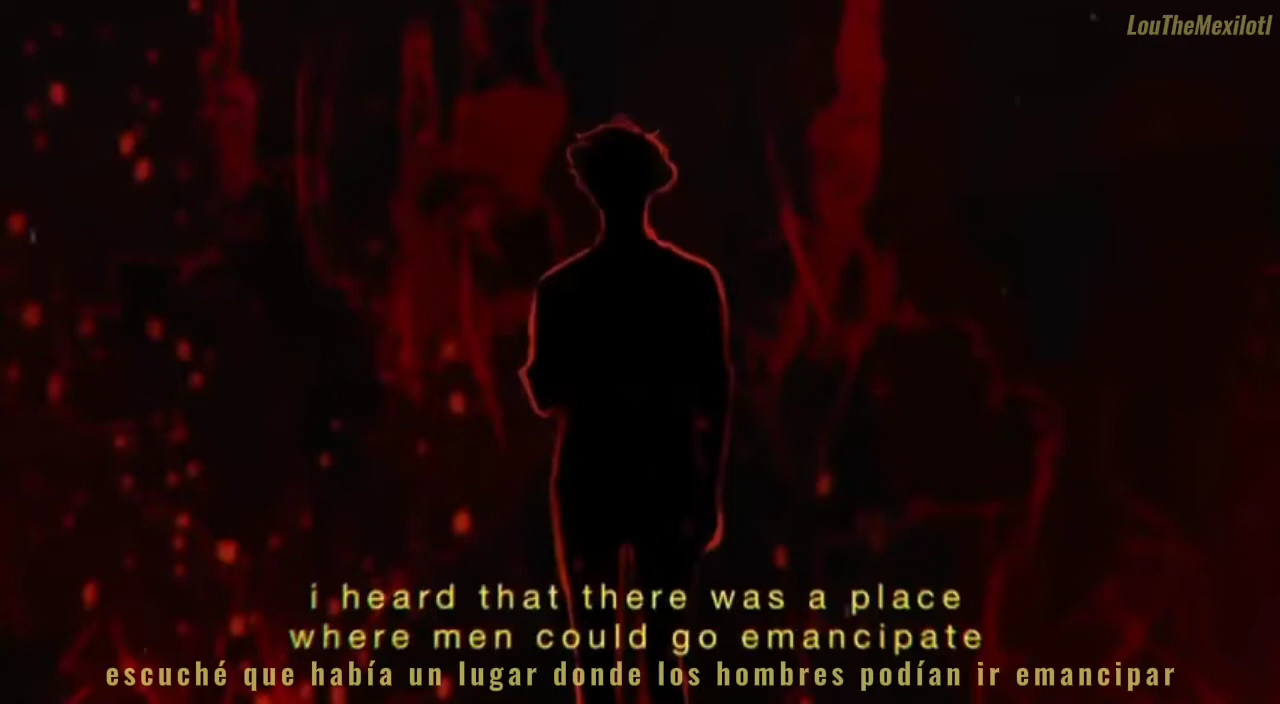 LouTheMexilotl
i heard that there was a place
where men could go emancipate
escuché que había un lugar donde los hombres podían ir emancipar